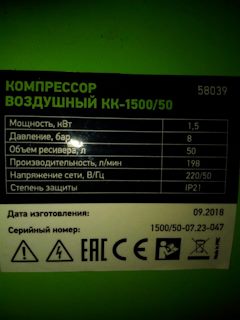 КОМПРЕССОР 58039
ВОЗДУШНЫЙ КК-1500/50
Мощность, кВт 1,5
Давление, бар 8
Объем ресивера, л 50
Производительность, л/мин 198
Напряжение сети, В/Гц 220/50
Степень защиты IP21
Дата изготовления: 09.2018
Серийный номер: 1500/50-07.23-047
EAC CE